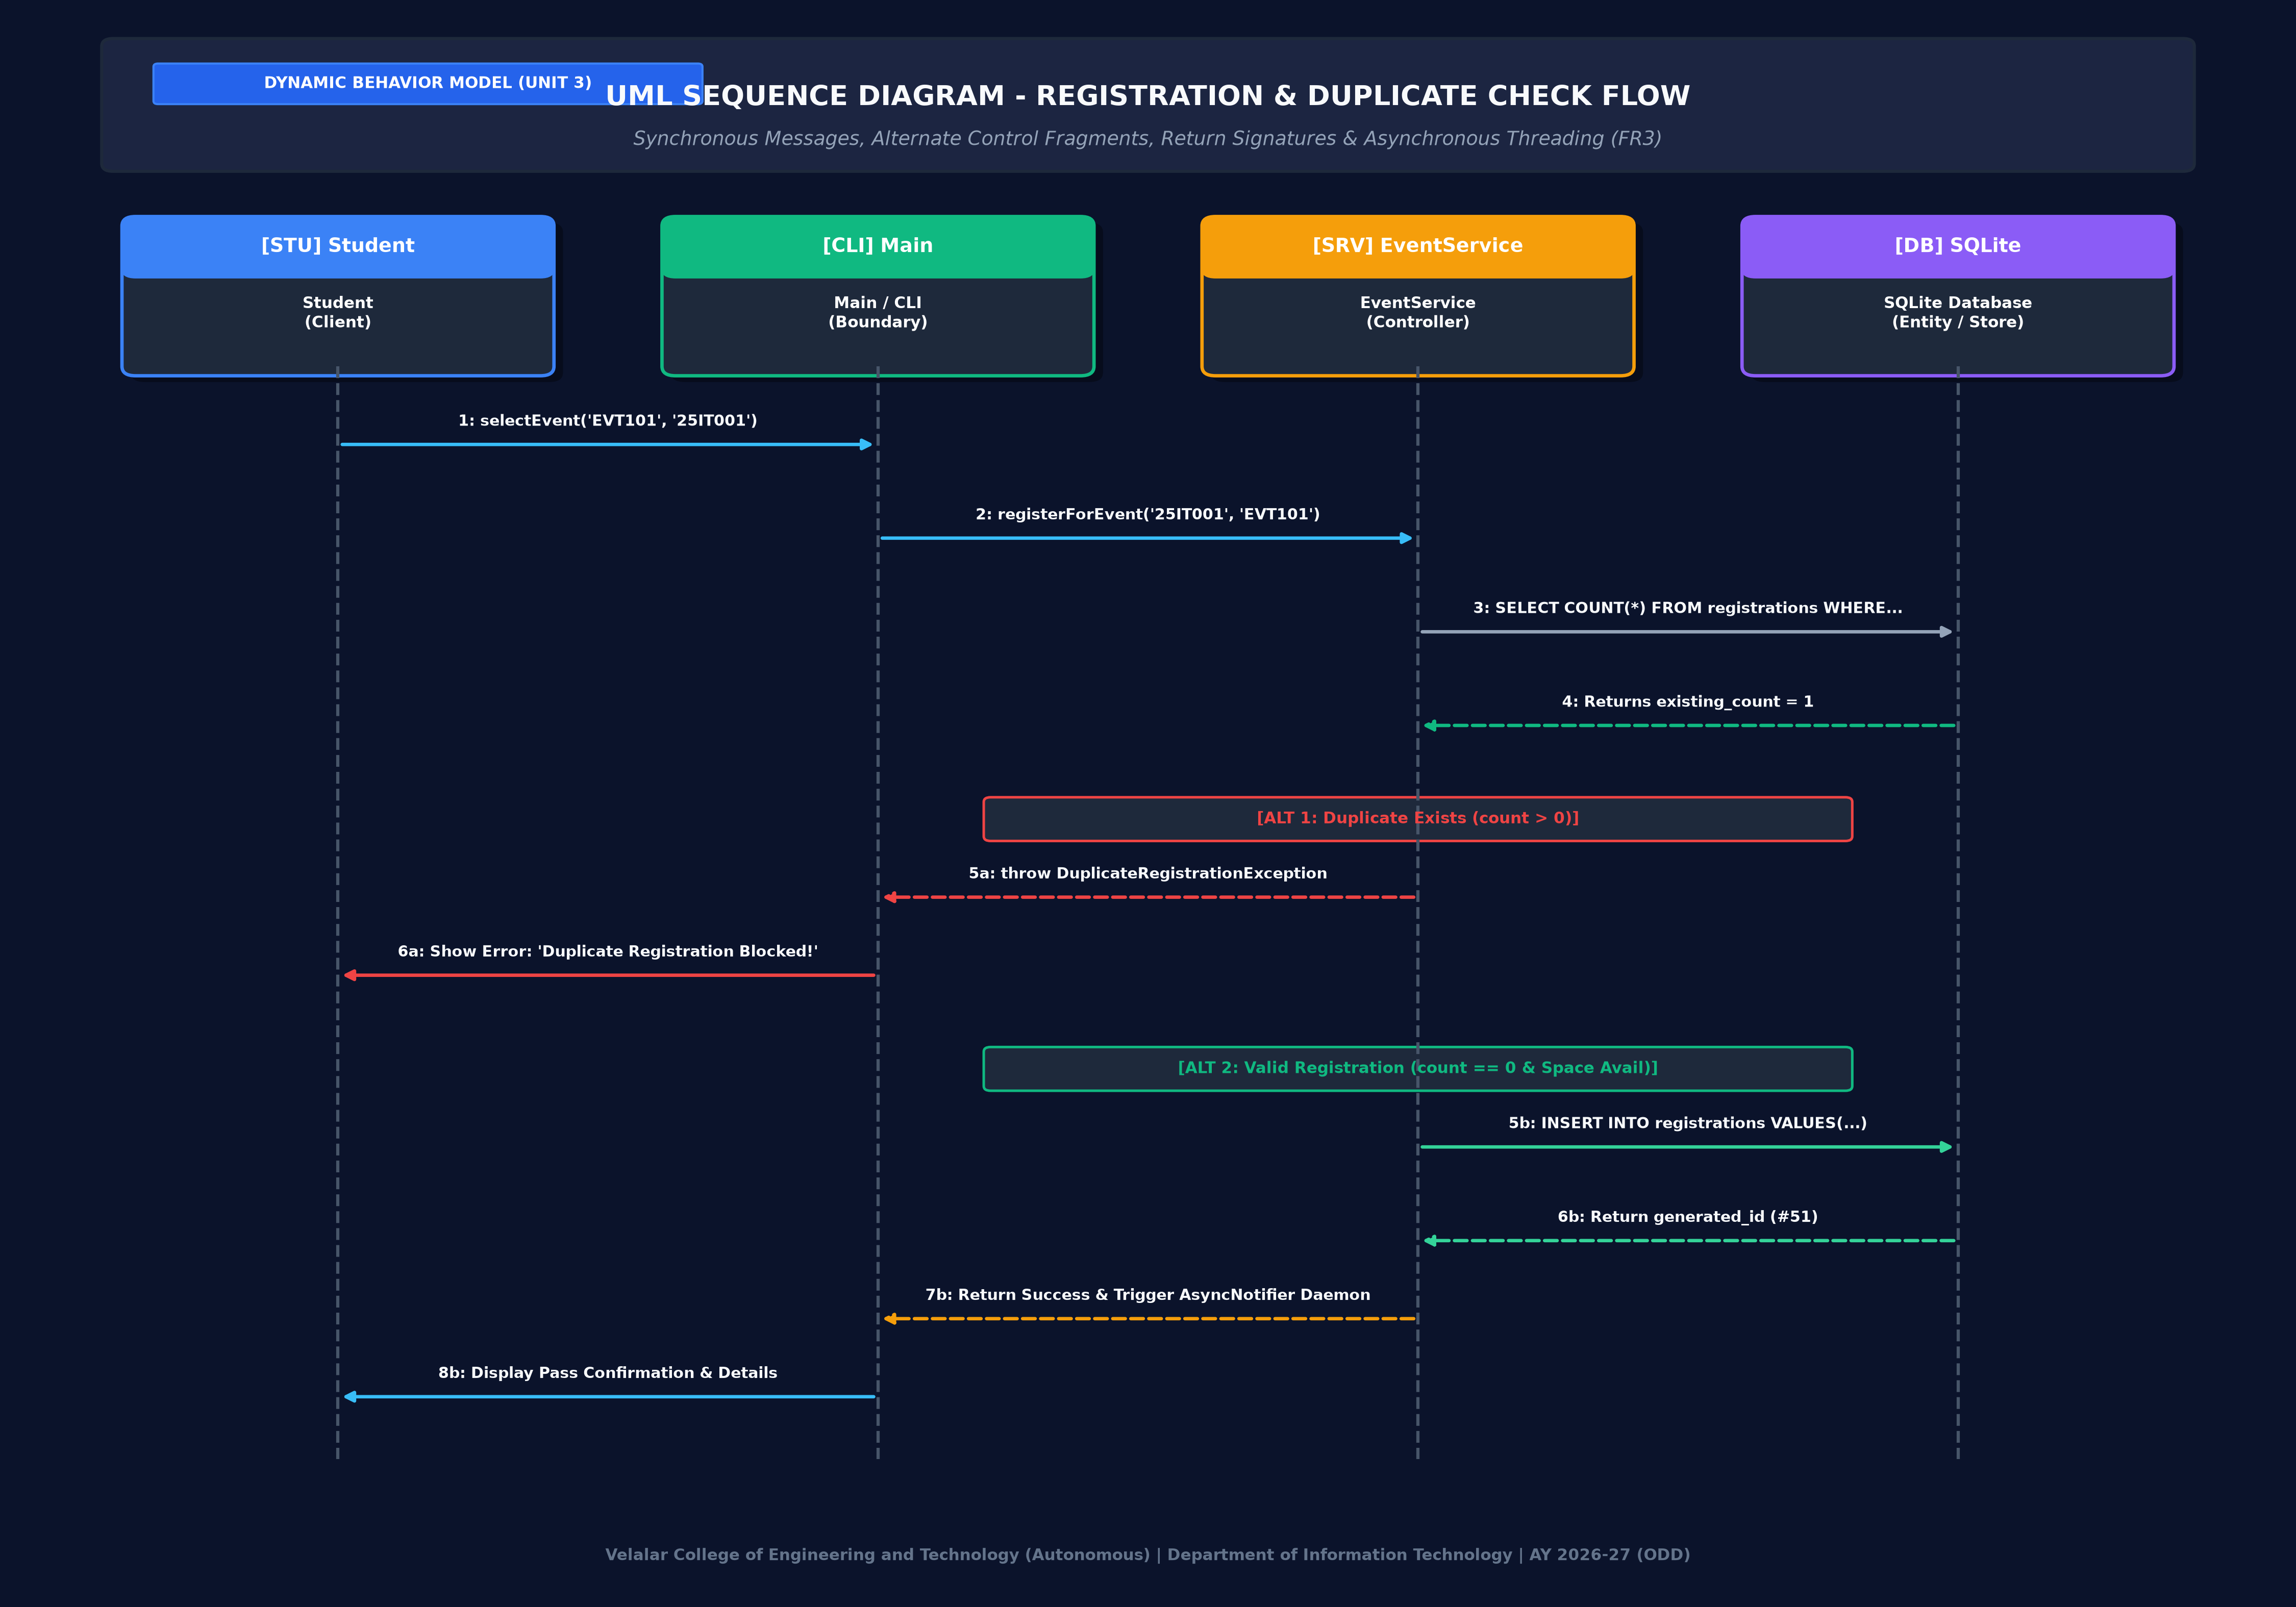 DYNAMIC BEHAVIOR MODEL (UNIT 3)
UML SEQUENCE DIAGRAM - REGISTRATION & DUPLICATE CHECK FLOW
Synchronous Messages, Alternate Control Fragments, Return Signatures & Asynchronous Threading (FR3)
[STU] Student
Student
(Client)
[CLI] Main
Main / CLI
(Boundary)
[SRV] EventService
EventService
(Controller)
[DB] SQLite
SQLite Database
(Entity / Store)
1: selectEvent('EVT101', '25IT001')
2: registerForEvent('25IT001', 'EVT101')
3: SELECT COUNT(*) FROM registrations WHERE...
4: Returns existing_count = 1
[ALT 1: Duplicate Exists (count > 0)]
5a: throw DuplicateRegistrationException
6a: Show Error: 'Duplicate Registration Blocked!'
[ALT 2: Valid Registration (count == 0 & Space Avail)]
5b: INSERT INTO registrations VALUES(...)
6b: Return generated_id (#51)
7b: Return Success & Trigger AsyncNotifier Daemon
8b: Display Pass Confirmation & Details
Velalar College of Engineering and Technology (Autonomous) | Department of Information Technology | AY 2026-27 (ODD)